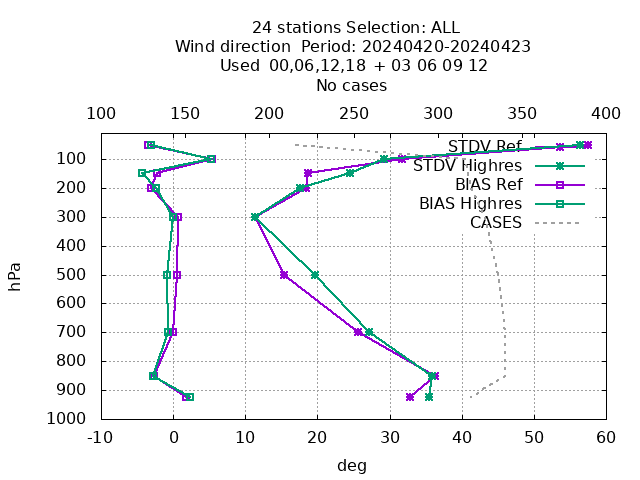 24 stations Selection: ALL
Wind direction  Period: 20240420-20240423
Used  00,06,12,18 + 03 06 09 12
No cases
100 150 200 250 300 350 400
STDV Ref
STDV Highres
BIAS Ref
BIAS Highres
CASES
100
200
300
400
500
600
700
800
900
1000
hPa
-10 0 10 20 30 40 50 60
deg